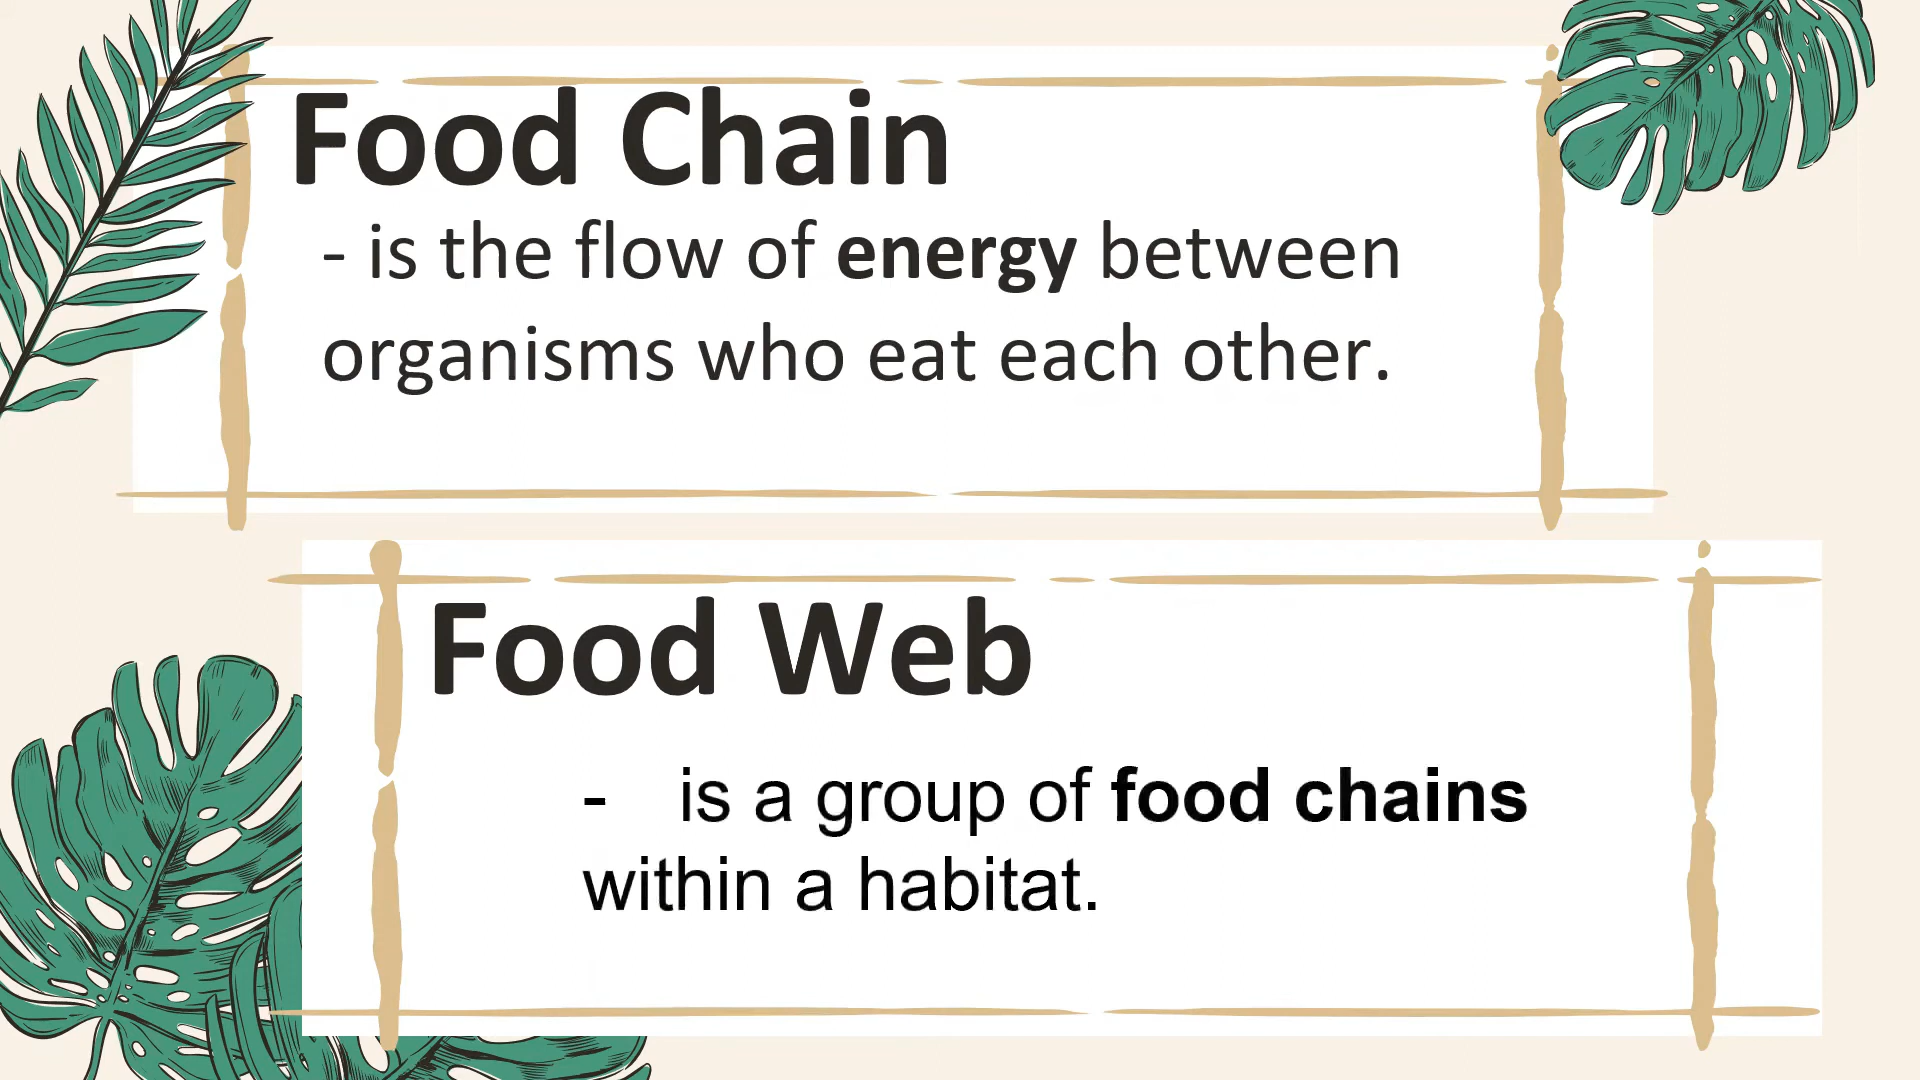 Food Chain
- is the flow of energy between
organisms who eat each other.
Food Web
- is a group of food chains
within a habitat.